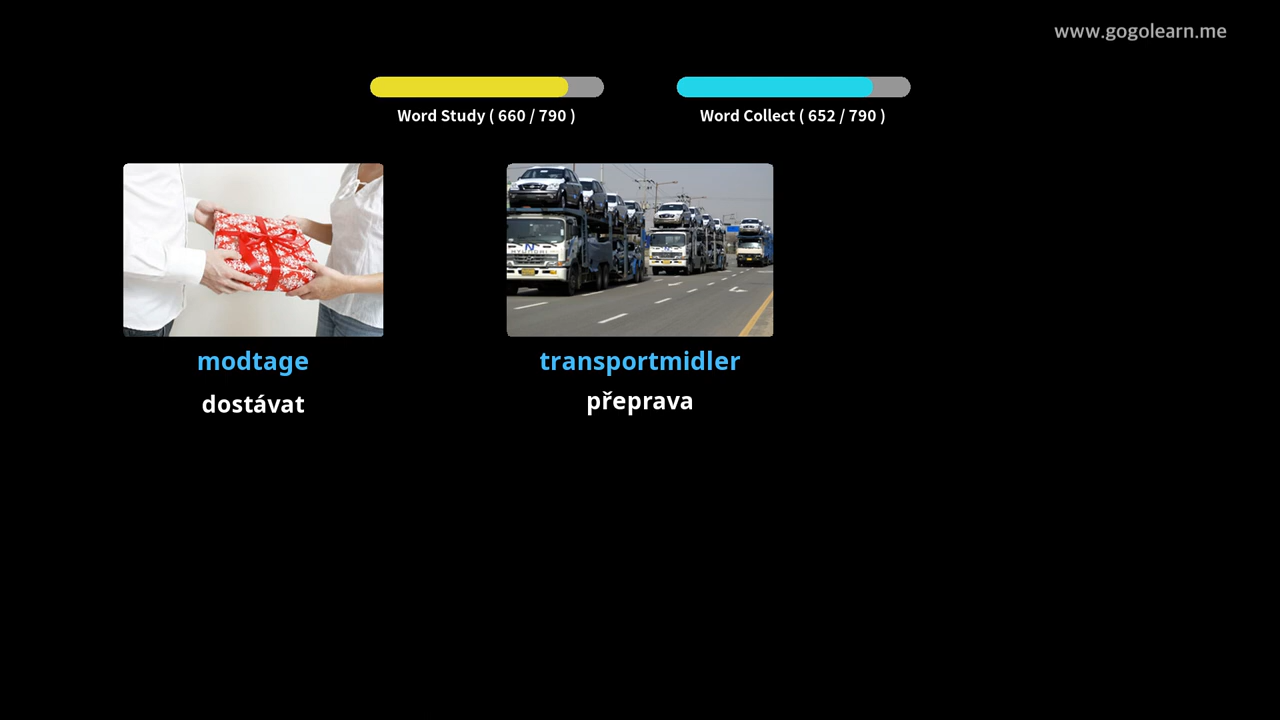 www.gogolearn.me
Word Study ( 660 / 790 )
Word Collect ( 652 / 790 )
modtage
transportmidler
dostávat
přeprava